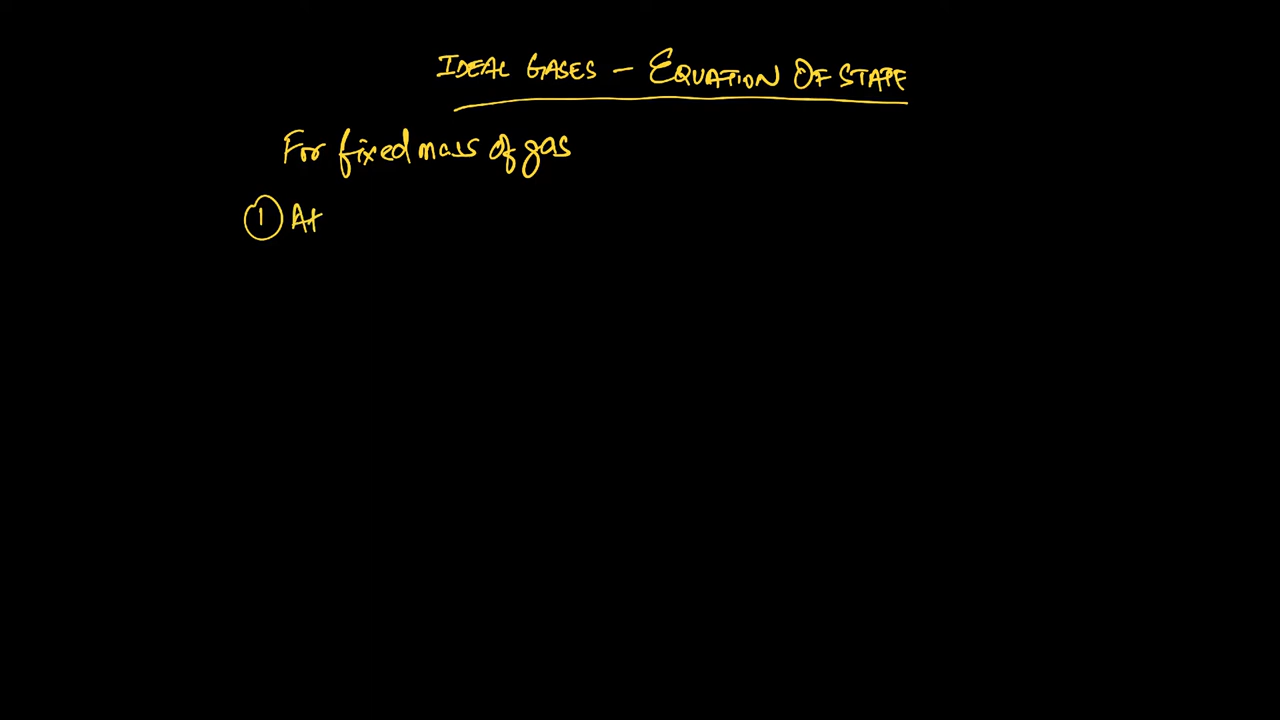 IDEAL GASES - EQUATION OF STATE
For fixed mass of gas
① At